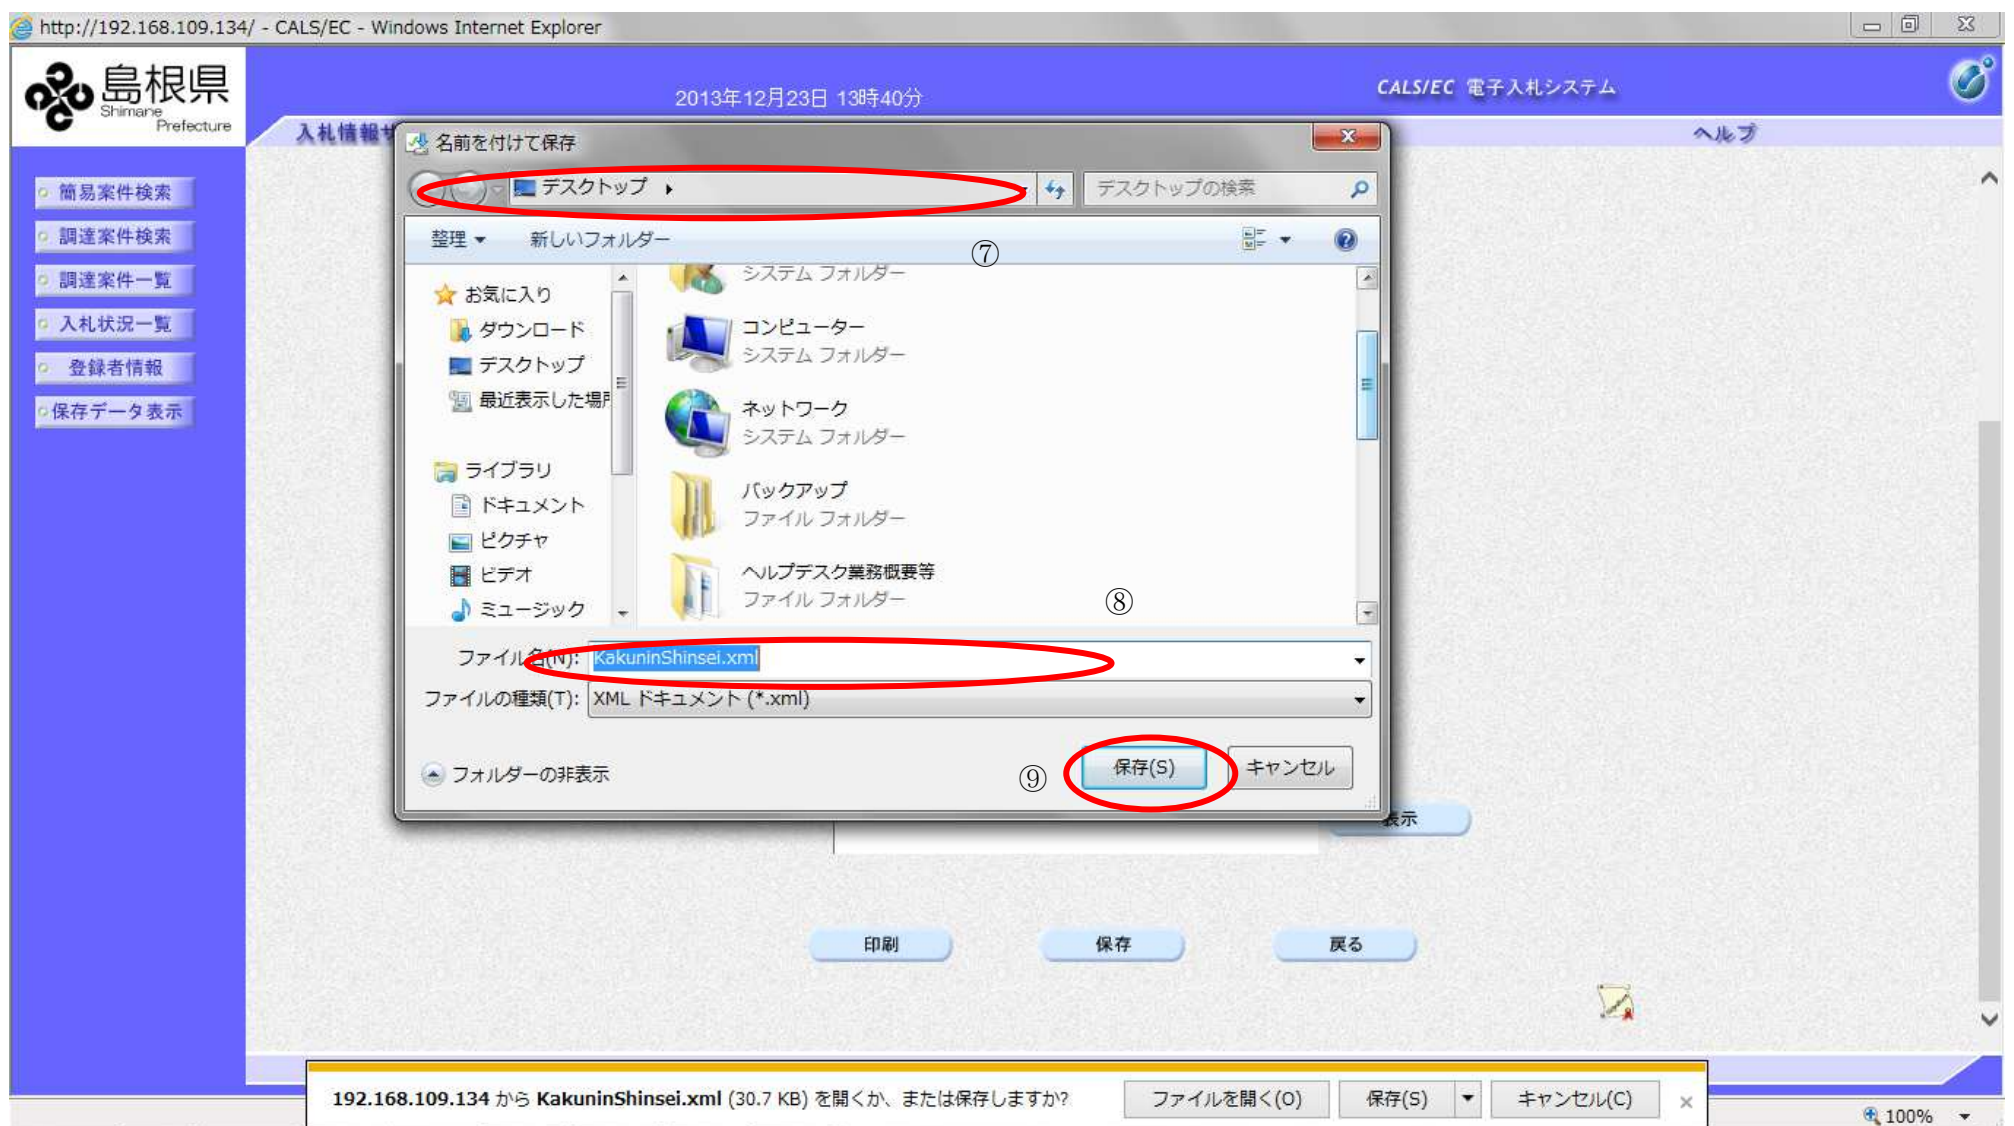 http://192.168.109.134/ - CALS/EC - Windows Internet Explorer
島根県
Shimane
Prefecture
2013年12月23日 13時40分
CALS/EC 電子入札システム
入札情報サ
ヘルプ
簡易案件検索
調達案件検索
調達案件一覧
入札状況一覧
登録者情報
保存データ表示
名前を付けて保存
デスクトップ
デスクトップの検索
整理
新しいフォルダー
⑦
お気に入り
ダウンロード
デスクトップ
最近表示した場所
ライブラリ
ドキュメント
ピクチャ
ビデオ
ミュージック
システム フォルダー
コンピューター
システム フォルダー
ネットワーク
システム フォルダー
バックアップ
ファイル フォルダー
ヘルプデスク業務概要等
ファイル フォルダー
⑧
ファイル名(N): KakuninShinsei.xml
ファイルの種類(T): XML ドキュメント (*.xml)
フォルダーの非表示
⑨
保存(S)
キャンセル
表示
印刷
保存
戻る
192.168.109.134 から KakuninShinsei.xml (30.7 KB) を開くか、または保存しますか?
ファイルを開く(O)
保存(S)
キャンセル(C)
100%